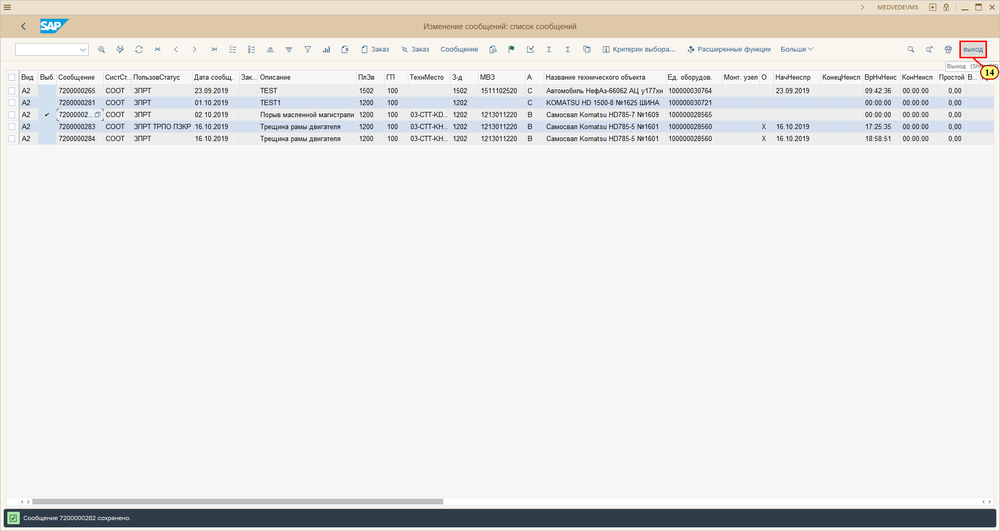 MEDVEDEVMS
SAP
Изменение сообщений: список сообщений
Заказ Заказ Сообщение Критерии выбора... Расширенные функции Больше выход
Выход
14
Вид Выб. Сообщение СистСт... ПользовСтатус Дата сообщ. Зак... Описание ПлЗв ГП ТехнМесто З-д МВЗ A Название технического объекта Ед. оборудов. Монт. узел О НачНеиспр КонецНеисп ВрНчНеис КонНеисп Простой В...
A2 7200000265 СООТ ЗПРТ 23.09.2019 TEST 1502 100 1502 1511102520 C Автомобиль НефАз-66062 АЦ у177хн 100000030764 23.09.2019 09:42:36 00:00:00 0,00
A2 7200000281 СООТ ЗПРТ 01.10.2019 TEST1 1200 100 1202 C KOMATSU HD 1500-8 №1625 ШИНА 100000030721 00:00:00 00:00:00 0,00
A2 ✔ 72000002... СООТ ЗПРТ 02.10.2019 Порыв масленной магистрали 1200 100 03-CTT-KD... 1202 1213011220 B Самосвал Komatsu HD785-7 №1609 100000028565 00:00:00 00:00:00 0,00
A2 7200000283 СООТ ЗПРТ ТРПО ПЗКР 16.10.2019 Трещина рамы двигателя 1200 100 03-CTT-KH... 1202 1213011220 B Самосвал Komatsu HD785-5 №1601 100000028560 X 16.10.2019 17:25:35 00:00:00 0,00
A2 7200000284 СООТ ЗПРТ 16.10.2019 Трещина рамы двигателя 1200 100 03-CTT-KH... 1202 1213011220 B Самосвал Komatsu HD785-5 №1601 100000028560 X 16.10.2019 18:58:51 00:00:00 0,00
Сообщение 7200000282 сохранено.